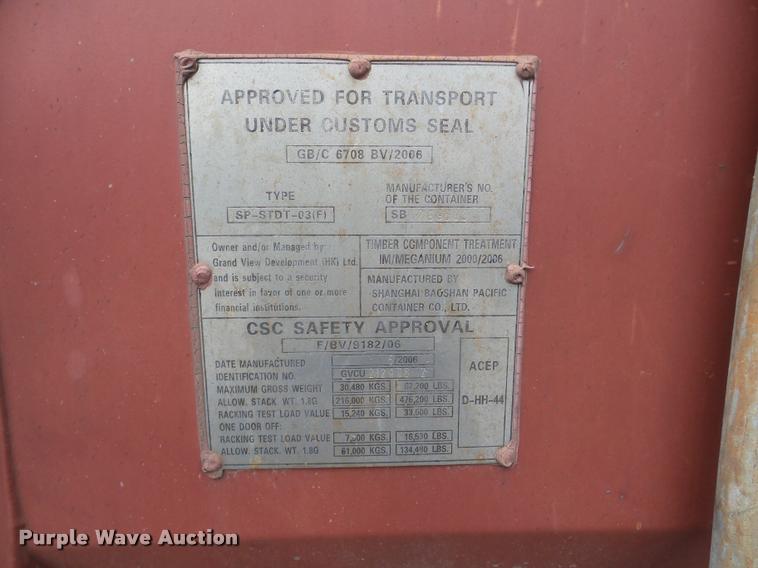 APPROVED FOR TRANSPORT
UNDER CUSTOMS SEAL
GB/C 6708 BV/2006
TYPE
SP-STDT-03(F)
MANUFACTURER'S NO.
OF THE CONTAINER
SB
Owner and/or Managed by
Grand View Development (HK) Ltd.
and is subject to a security
interest in favor of one or more
financial institutions.
TIMBER COMPONENT TREATMENT
IM/MEGANIUM 2000/2006
MANUFACTURED BY
SHANGHAI BAOSHAN PACIFIC
CONTAINER CO., LTD.
CSC SAFETY APPROVAL
F/BV/9182/06
DATE MANUFACTURED /2006
IDENTIFICATION NO. GVCU
MAXIMUM GROSS WEIGHT 30,480 KGS. 67,200 LBS.
ALLOW. STACK WT. 1.8G 216,000 KGS. 476,200 LBS.
RACKING TEST LOAD VALUE 15,240 KGS. 33,600 LBS.
ONE DOOR OFF:
RACKING TEST LOAD VALUE KGS. LBS.
ALLOW. STACK WT. 1.8G 61,000 KGS. 134,480 LBS.
ACEP
D-HH-44
Purple Wave Auction